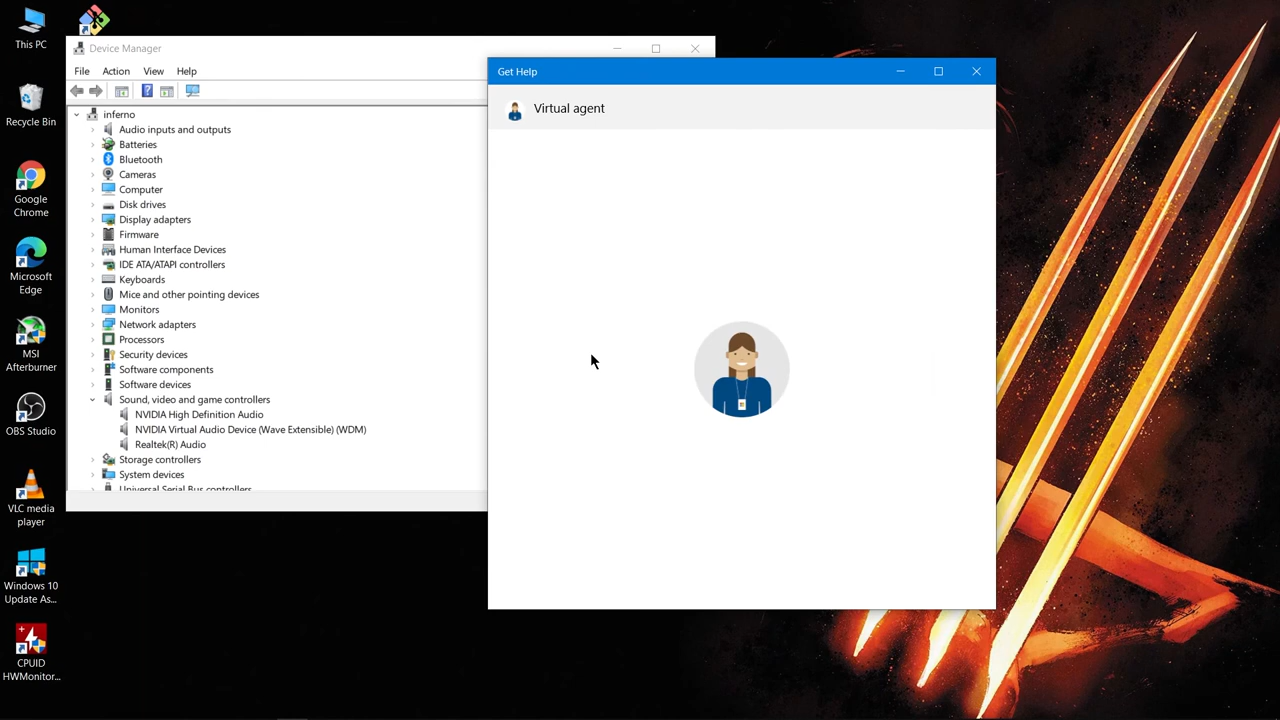 This PC
Recycle Bin
Google
Chrome
Microsoft
Edge
MSI
Afterburner
OBS Studio
VLC media
player
Windows 10
Update As...
CPUID
HWMonitor...
Device Manager
File Action View Help
inferno
Audio inputs and outputs
Batteries
Bluetooth
Cameras
Computer
Disk drives
Display adapters
Firmware
Human Interface Devices
IDE ATA/ATAPI controllers
Keyboards
Mice and other pointing devices
Monitors
Network adapters
Processors
Security devices
Software components
Software devices
Sound, video and game controllers
NVIDIA High Definition Audio
NVIDIA Virtual Audio Device (Wave Extensible) (WDM)
Realtek(R) Audio
Storage controllers
System devices
Universal Serial Bus controllers
Get Help
Virtual agent